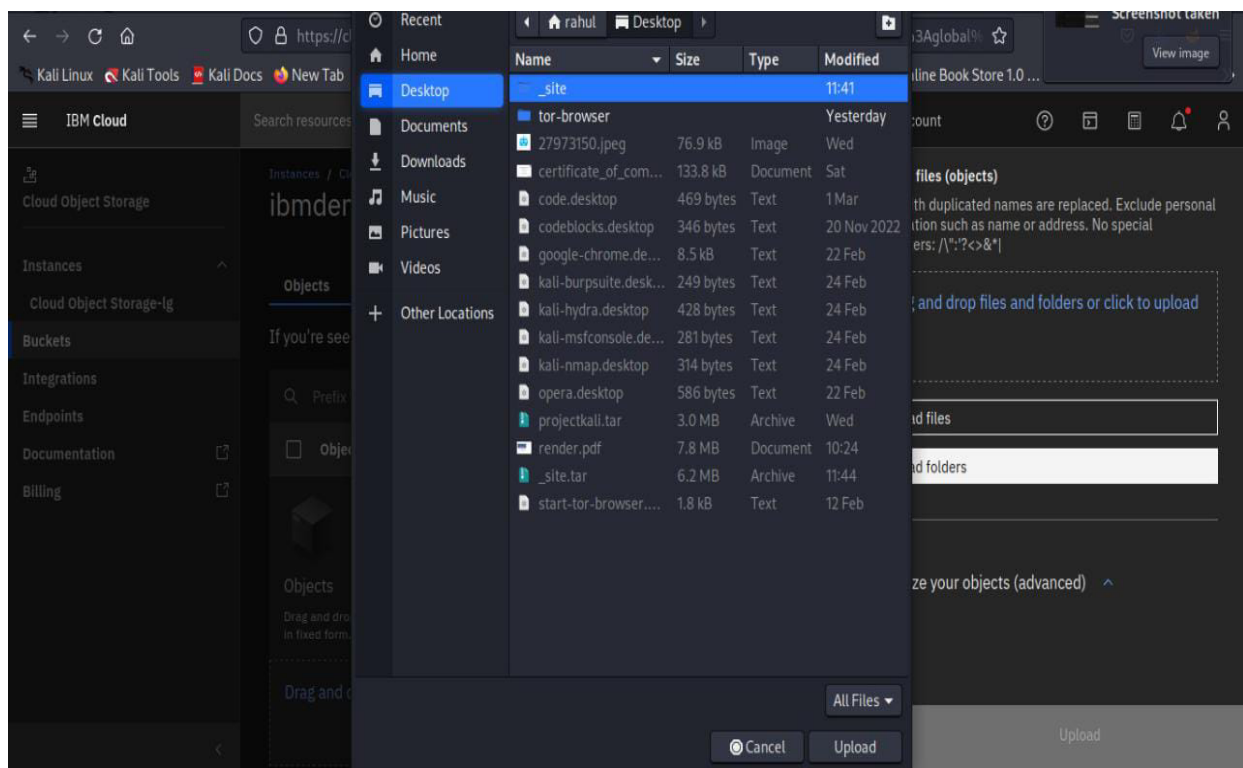 Recent
rahul Desktop
Screenshot taken
https://cl
3Aglobal%
View image
Kali Linux Kali Tools Kali Docs New Tab
line Book Store 1.0 ...
Home
Desktop
Documents
Downloads
Music
Pictures
Videos
Other Locations
Name Size Type Modified
_site 11:41
tor-browser Yesterday
27973150.jpeg 76.9 kB Image Wed
certificate_of_com... 133.8 kB Document Sat
code.desktop 469 bytes Text 1 Mar
codeblocks.desktop 346 bytes Text 20 Nov 2022
google-chrome.de... 8.5 kB Text 22 Feb
kali-burpsuite.desk... 249 bytes Text 24 Feb
kali-hydra.desktop 428 bytes Text 24 Feb
kali-msfconsole.de... 281 bytes Text 24 Feb
kali-nmap.desktop 314 bytes Text 24 Feb
opera.desktop 586 bytes Text 22 Feb
projectkali.tar 3.0 MB Archive Wed
render.pdf 7.8 MB Document 10:24
_site.tar 6.2 MB Archive 11:44
start-tor-browser.... 1.8 kB Text 12 Feb
All Files
Cancel Upload
IBM Cloud
Search resources
count
Cloud Object Storage
Instances
Cloud Object Storage-lg
Buckets
Integrations
Endpoints
Documentation
Billing
Instances / Cl
ibmder
Objects
If you're see
Prefix
Objec
Objects
Drag and dro
in fixed form.
Drag and d
files (objects)
th duplicated names are replaced. Exclude personal
ation such as name or address. No special
ers: /\":'?<>&*|
and drop files and folders or click to upload
ad files
ad folders
ze your objects (advanced)
Upload